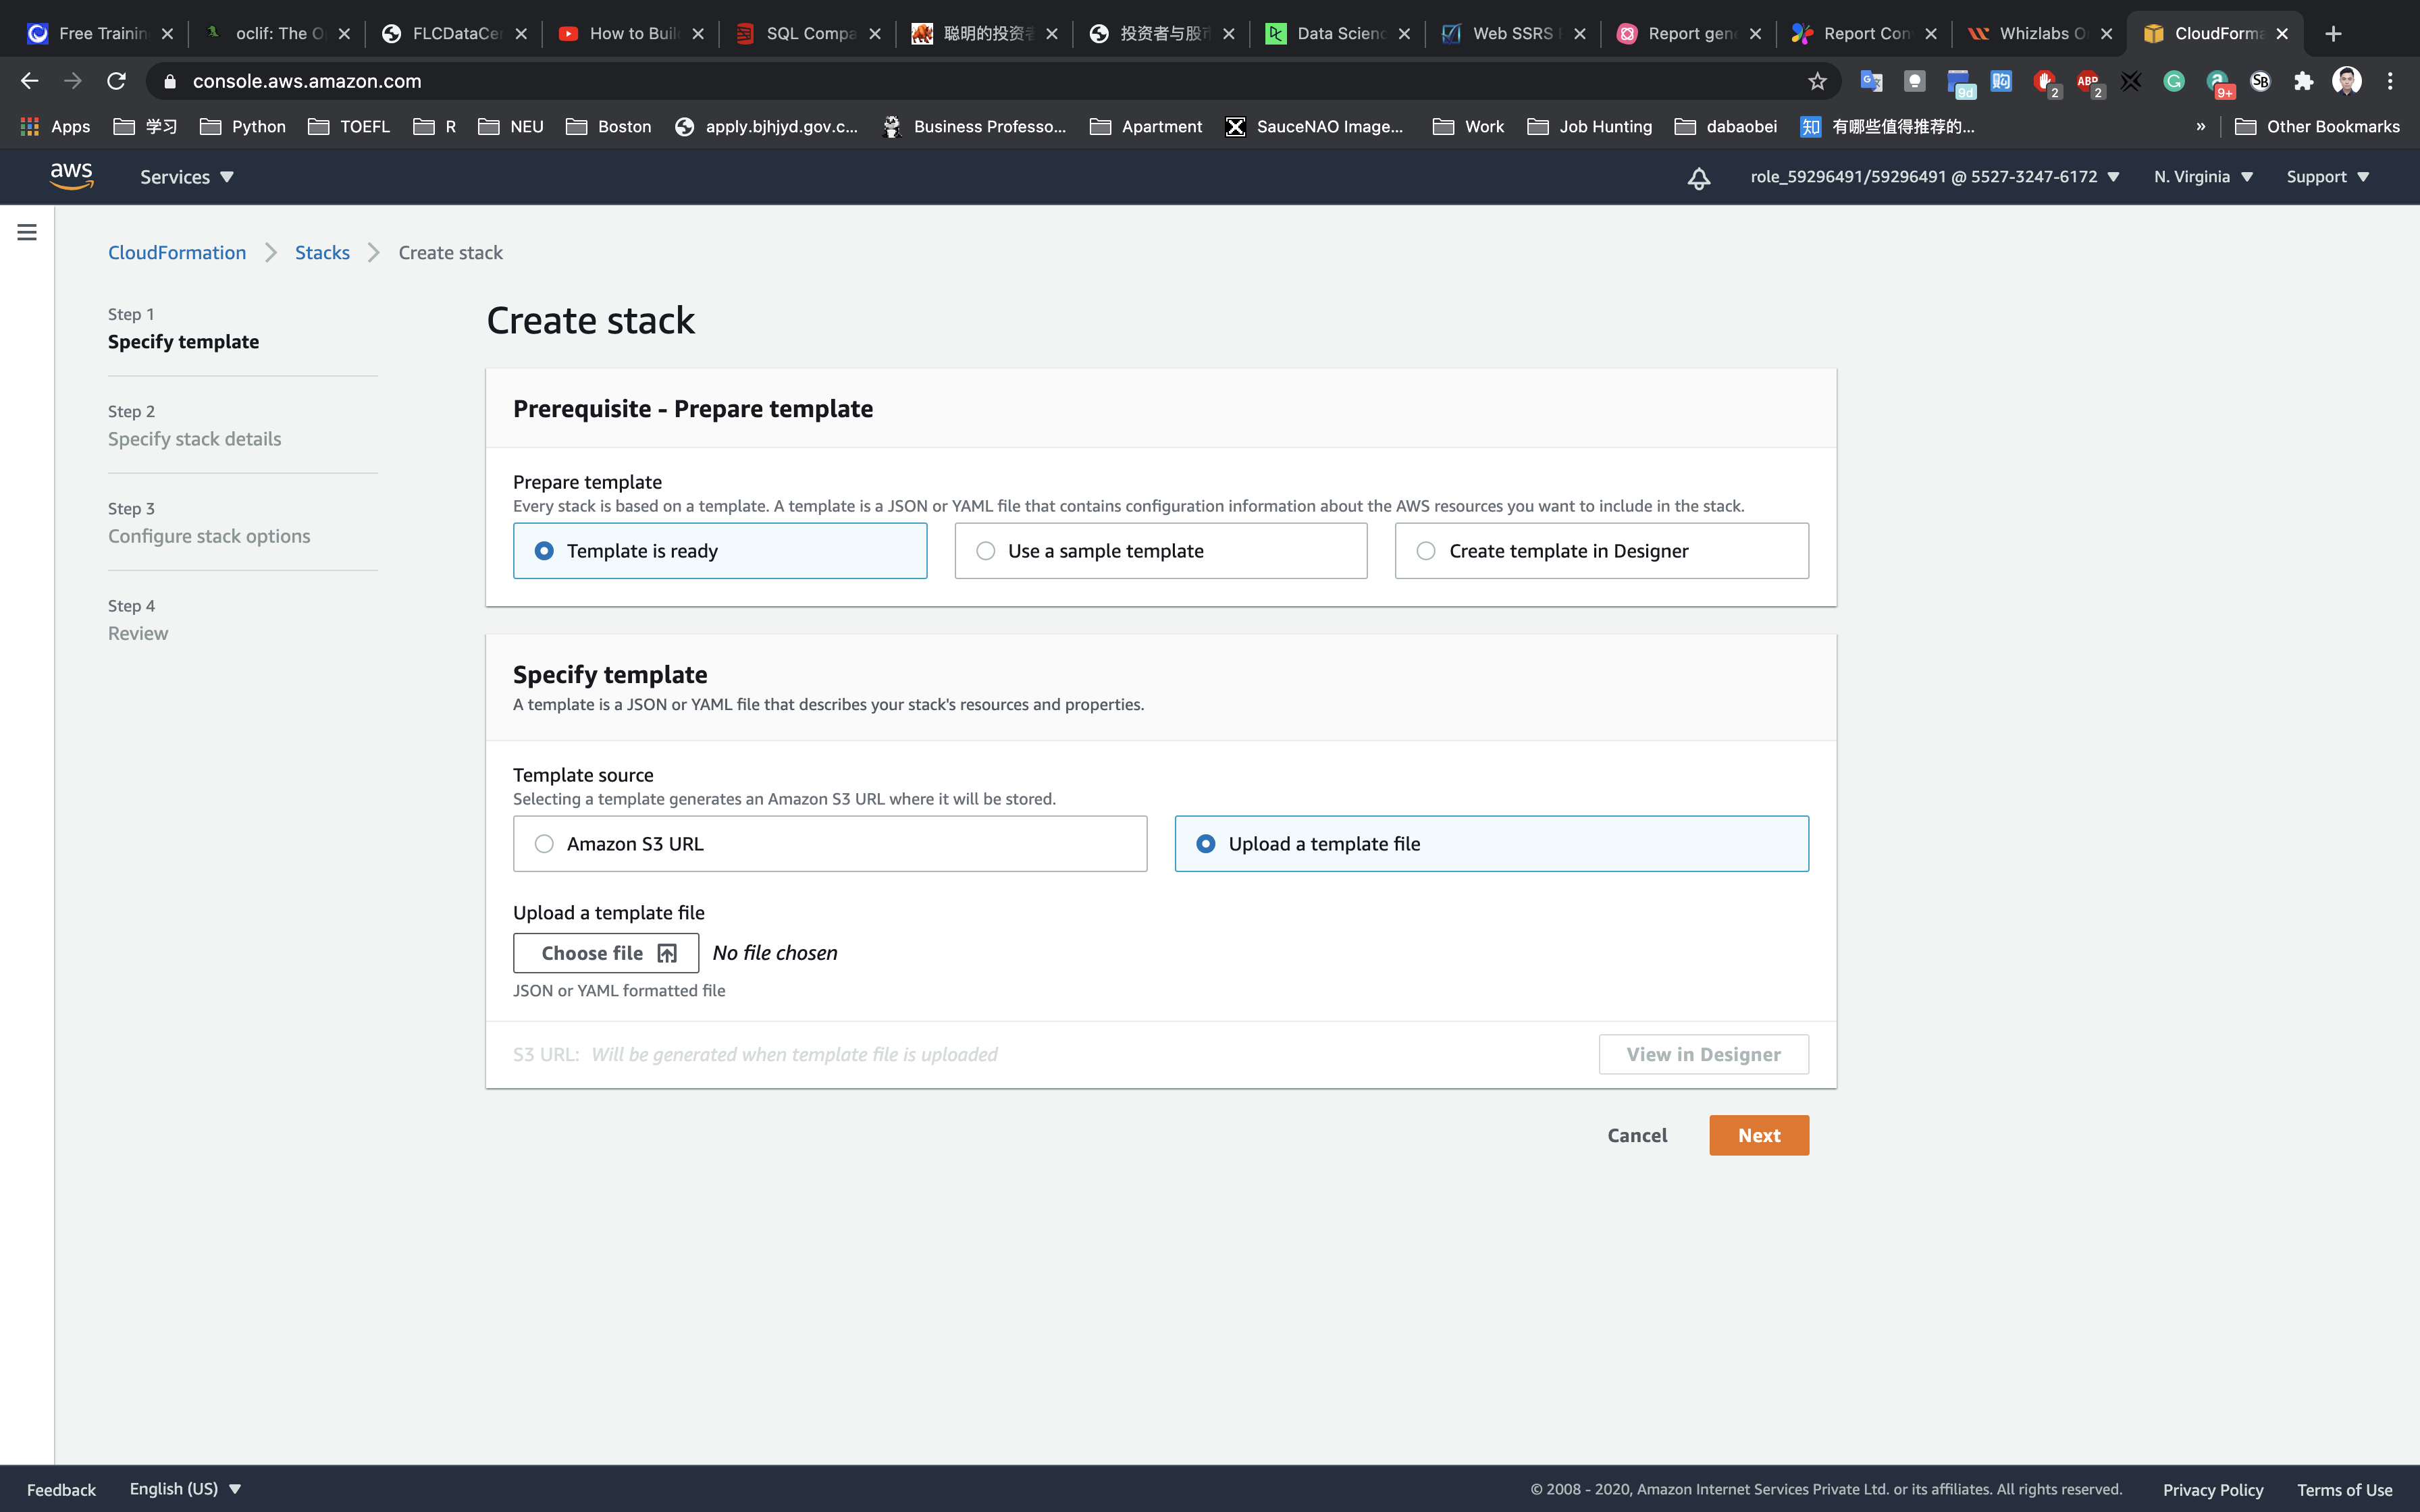 Free Trainin
oclif: The O
FLCDataCe
How to Buil
SQL Compa
聪明的投资者
投资者与股市
Data Scienc
Web SSRS
Report gene
Report Con
Whizlabs O
CloudForma
console.aws.amazon.com
9d
2
ABP
2
9+
SB
Apps
学习
Python
TOEFL
R
NEU
Boston
apply.bjhjyd.gov.c...
Business Professo...
Apartment
SauceNAO Image...
Work
Job Hunting
dabaobei
知
有哪些值得推荐的...
»
Other Bookmarks
aws
Services
role_59296491/59296491 @ 5527-3247-6172
N. Virginia
Support
CloudFormation
Stacks
Create stack
Step 1
Specify template
Step 2
Specify stack details
Step 3
Configure stack options
Step 4
Review
Create stack
Prerequisite - Prepare template
Prepare template
Every stack is based on a template. A template is a JSON or YAML file that contains configuration information about the AWS resources you want to include in the stack.
Template is ready
Use a sample template
Create template in Designer
Specify template
A template is a JSON or YAML file that describes your stack's resources and properties.
Template source
Selecting a template generates an Amazon S3 URL where it will be stored.
Amazon S3 URL
Upload a template file
Upload a template file
Choose file
No file chosen
JSON or YAML formatted file
S3 URL: Will be generated when template file is uploaded
View in Designer
Cancel
Next
Feedback
English (US)
© 2008 - 2020, Amazon Internet Services Private Ltd. or its affiliates. All rights reserved.
Privacy Policy
Terms of Use